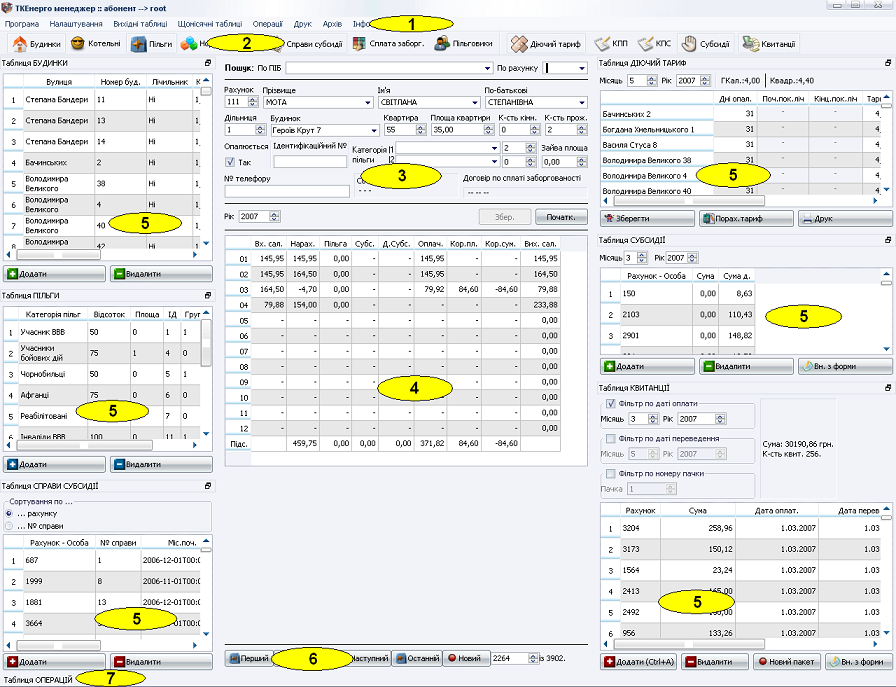 ТКЕнерго менеджер :: абонент --> root
Програма Налаштування Вихідні таблиці Щомісячні таблиці Операції Друк Архів 1
Будинки Котельні Пільги 2 Справи субсидії Сплата заборг. Пільговики Діючий тариф КПП КПС Субсидії Квитанції
Таблиця БУДИНКИ
Вулиця Номер буд. Лічильник К
1 Степана Бандери 11 Ні 1
2 Степана Бандери 13 Ні
3 Степана Бандери 14 Ні
4 Бачинських 2 Ні
5 Володимира Великого 38 Ні
6 Володимира Великого 4 Ні
7 Володимира Великого 40 5
8 Володимира 42 Ні
Додати Видалити
Таблиця ПІЛЬГИ
Категорія пільг Відсоток Площа ІД Груп
1 Учасник ВВВ 50 0 1 1
2 Учасники бойових дій 75 1 4 0
3 Чорнобильці 50 0 5 1
4 Афганці 75 0 6 0
5 Реабілітовані 5 7 0
6 Інваліди ВВВ 100 0 11 1
Додати Видалити
Таблиця СПРАВИ СУБСИДІЇ
Сортування по ...
... рахунку
... № справи
Рахунок - Особа № справи Міс.поч.
1 687 1 2006-12-01T00:0
2 1999 8 2006-11-01T00:0
3 1881 13 2006-12-01T00:0
4 3664 5
Додати Видалити
Таблиця ОПЕРАЦІЙ 7
Пошук: По ПІБ По рахунку
Рахунок Прізвище Ім'я По-батькові
111 МОТА СВІТЛАНА СТЕПАНІВНА
Дільниця Будинок Квартира Площа квартири К-сть кімн. К-сть прож.
1 Героїв Крут 7 55 35,00 0 2
Опалюється Ідентифікаційний № Категорія пільги |1 2 Зайва площа
Так |2 0 0,00
№ телефону 3 Договір по сплаті заборгованості
- - - -- -- --
Рік 2007 Збер. Початк.
Вх. сал. Нарах. Пільга Субс. Д.Субс. Оплач. Кор.пл. Кор.сум. Вих. сал.
01 145,95 145,95 0,00 - - 145,95 - - 145,95
02 145,95 164,50 0,00 - - 145,95 - - 164,50
03 164,50 -4,70 0,00 - - 79,92 84,60 -84,60 79,88
04 79,88 154,00 0,00 - - - - - 233,88
05 - - - - - - - - 0,00
06 - - - - - - - - 0,00
07 - - - - - - - - 0,00
08 - - - - - - - - 0,00
09 - - - - - - - 0,00
4
10 - - - - - - - 0,00
11 - - - - - - - - 0,00
12 - - - - - - - - 0,00
Підс. 459,75 0,00 0,00 0,00 371,82 84,60 -84,60
Перший 6 Останній Новий 2264 із 3902.
Таблиця ДІЮЧИЙ ТАРИФ
Місяць 5 Рік 2007 ГКал.:4,00 Квадр.:4,40
Дні опал. Поч.пок.ліч Кінц.пок.ліч Тари
Бачинських 2 31 - - 4,
Богдана Хмельницького 1 31 - - 4,
Василя Стуса 8 31 - - 4,
Володимира Великого 38 31 - - 4,
Володимира Великого 4 5 4,
Володимира Великого 40 31 - - 4,
Зберегти Порах.тариф Друк
Таблиця СУБСИДІЇ
Місяць 3 Рік 2007
Рахунок - Особа Сума Сума д.
1 150 0,00 8,63
2 2103 0,00 110,43 5
3 2901 0,00 148,82
Додати Видалити Вн. з форми
Таблиця КВИТАНЦІЇ
Фільтр по даті оплати
Місяць 3 Рік 2007
Фільтр по даті переведення
Місяць 5 Рік 2007
Фільтр по номеру пачки
Пачка 1
Сума: 30190,86 грн.
К-сть квит. 256.
Рахунок Сума Дата оплат. Дата перев
1 3204 258,96 1.03.2007 1.03
2 3173 150,12 1.03.2007 1.03
3 1564 23,24 1.03.2007 1.03
4 2413 1.03.2007 1.03
5 2492 5 1.03.2007 1.03
6 956 133,26 1.03.2007 1.03
Додати (Ctrl+A) Видалити Новий пакет Вн. з форми